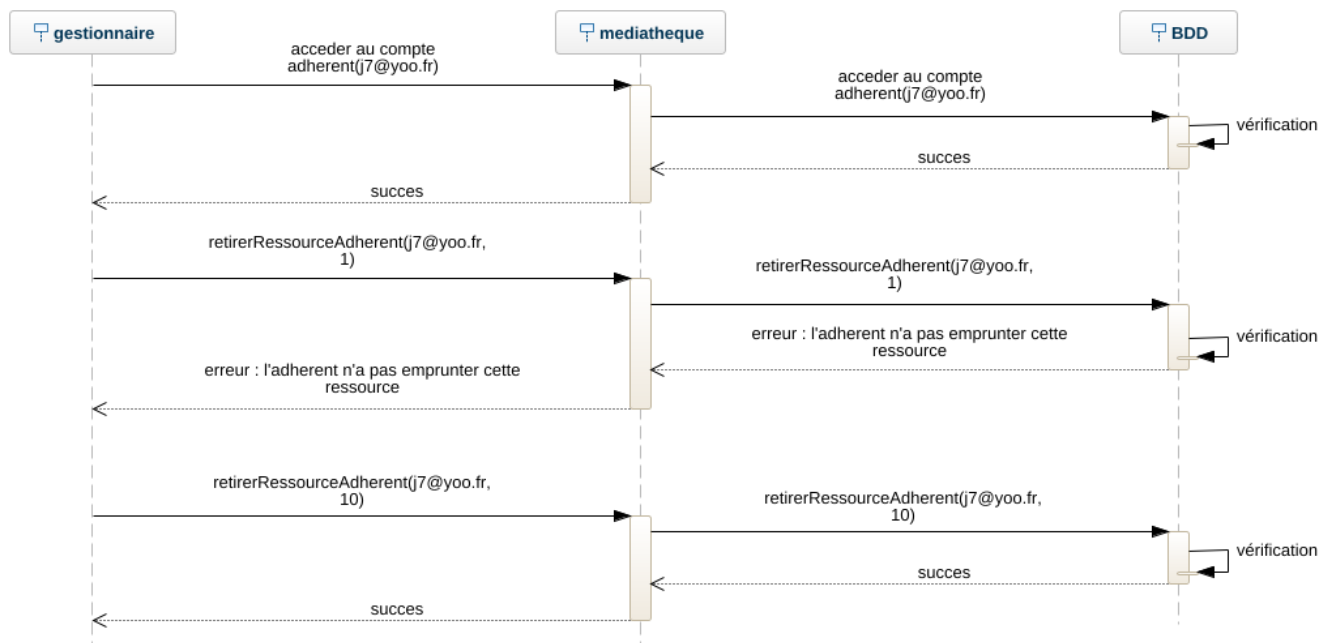 gestionnaire
mediatheque
BDD
acceder au compte
adherent(j7@yoo.fr)
acceder au compte
adherent(j7@yoo.fr)
vérification
succes
succes
retirerRessourceAdherent(j7@yoo.fr,
1)
retirerRessourceAdherent(j7@yoo.fr,
1)
vérification
erreur : l'adherent n'a pas emprunter cette
ressource
erreur : l'adherent n'a pas emprunter cette
ressource
retirerRessourceAdherent(j7@yoo.fr,
10)
retirerRessourceAdherent(j7@yoo.fr,
10)
vérification
succes
succes